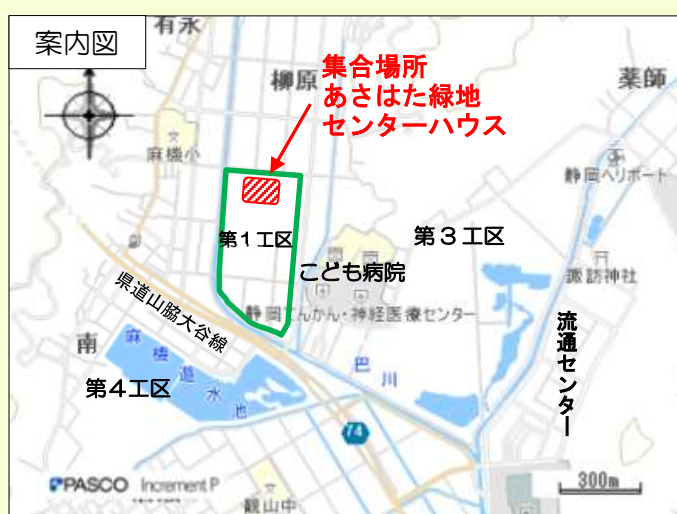 案内図
有永
柳原
集合場所
あさはた緑地
センターハウス
薬師
麻機小
静岡ヘリポート
第1工区
第3工区
こども病院
諏訪神社
静岡てんかん・神経医療センター
県道山脇大谷線
南
麻機遊水池
第4工区
巴川
流通センター
74
PASCO Increment P
300m
観山中